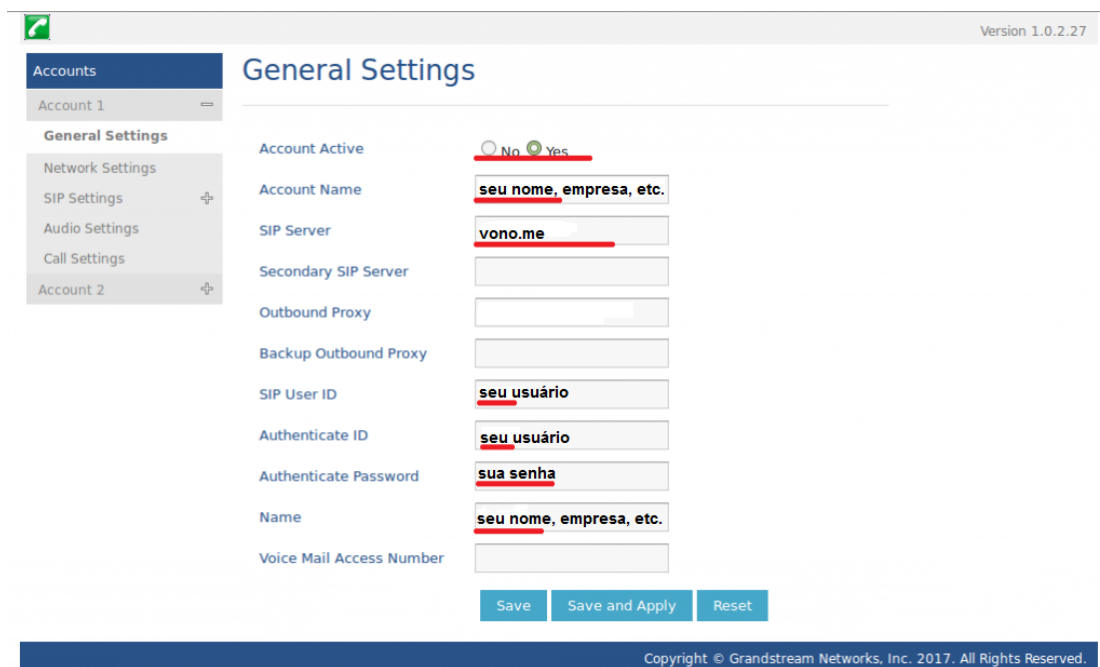 Version 1.0.2.27
Accounts
Account 1
General Settings
Network Settings
SIP Settings
Audio Settings
Call Settings
Account 2
General Settings
Account Active No Yes
Account Name seu nome, empresa, etc.
SIP Server vono.me
Secondary SIP Server
Outbound Proxy
Backup Outbound Proxy
SIP User ID seu usuário
Authenticate ID seu usuário
Authenticate Password sua senha
Name seu nome, empresa, etc.
Voice Mail Access Number
Save Save and Apply Reset
Copyright © Grandstream Networks, Inc. 2017. All Rights Reserved.